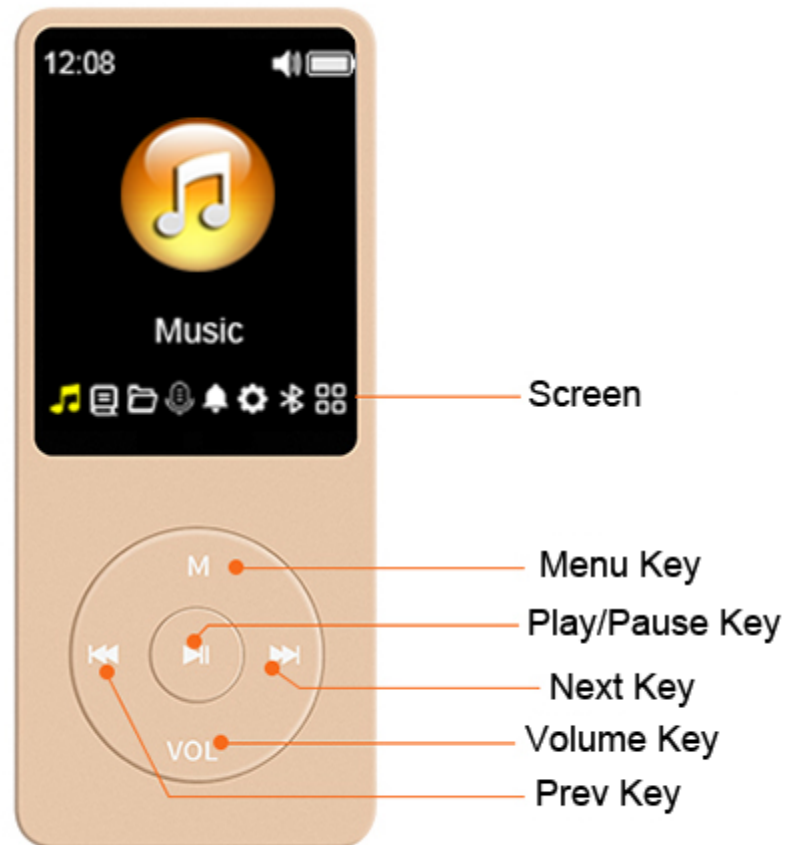 12:08
Music
Screen
M
Menu Key
Play/Pause Key
Next Key
VOL
Volume Key
Prev Key